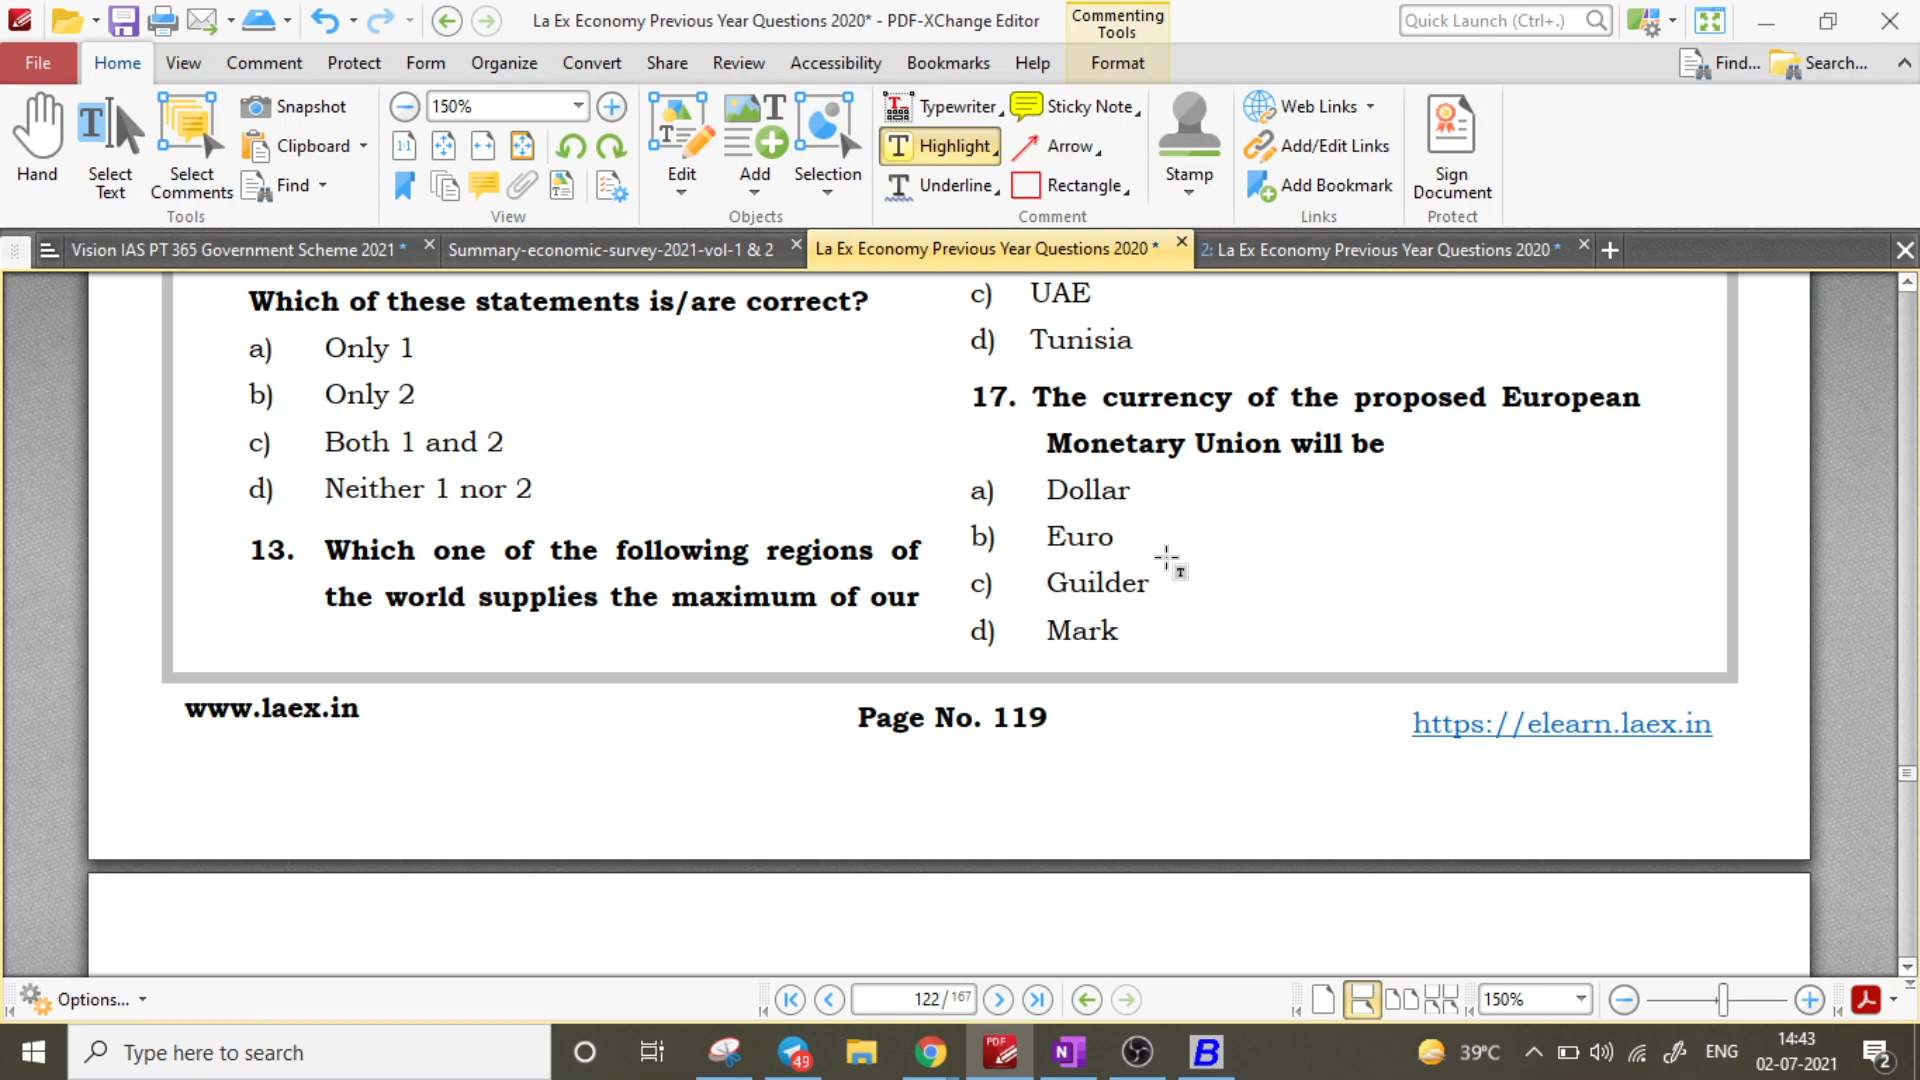 La Ex Economy Previous Year Questions 2020* - PDF-XChange Editor
Commenting Tools
Quick Launch (Ctrl+.)
File
Home
View
Comment
Protect
Form
Organize
Convert
Share
Review
Accessibility
Bookmarks
Help
Format
Find...
Search...
Hand
Select Text
Select Comments
Snapshot
Clipboard
Find
Tools
150%
View
Edit
Add
Selection
Objects
Typewriter
Sticky Note
Highlight
Arrow
Underline
Rectangle
Stamp
Comment
Web Links
Add/Edit Links
Add Bookmark
Links
Sign Document
Protect
Vision IAS PT 365 Government Scheme 2021 *
Summary-economic-survey-2021-vol-1 & 2
La Ex Economy Previous Year Questions 2020 *
2: La Ex Economy Previous Year Questions 2020 *
Which of these statements is/are correct?
a) Only 1
b) Only 2
c) Both 1 and 2
d) Neither 1 nor 2
13. Which one of the following regions of
the world supplies the maximum of our
c) UAE
d) Tunisia
17. The currency of the proposed European
Monetary Union will be
a) Dollar
b) Euro
c) Guilder
d) Mark
www.laex.in
Page No. 119
https://elearn.laex.in
Options...
122 / 167
150%
Type here to search
49
PDF
N
B
39°C
ENG
14:43
02-07-2021
2